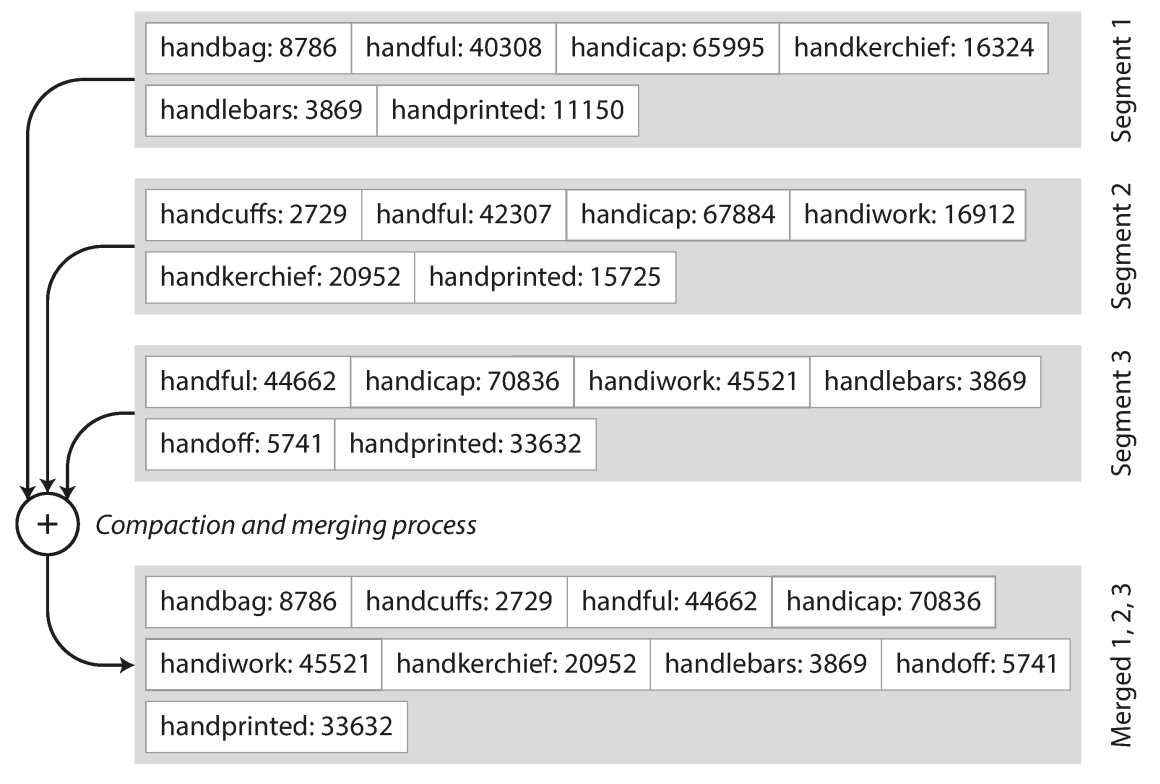 handbag: 8786 handful: 40308 handicap: 65995 handkerchief: 16324
handlebars: 3869 handprinted: 11150
Segment 1
handcuffs: 2729 handful: 42307 handicap: 67884 handiwork: 16912
handkerchief: 20952 handprinted: 15725
Segment 2
handful: 44662 handicap: 70836 handiwork: 45521 handlebars: 3869
handoff: 5741 handprinted: 33632
Segment 3
+ Compaction and merging process
handbag: 8786 handcuffs: 2729 handful: 44662 handicap: 70836
handiwork: 45521 handkerchief: 20952 handlebars: 3869 handoff: 5741
handprinted: 33632
Merged 1, 2, 3